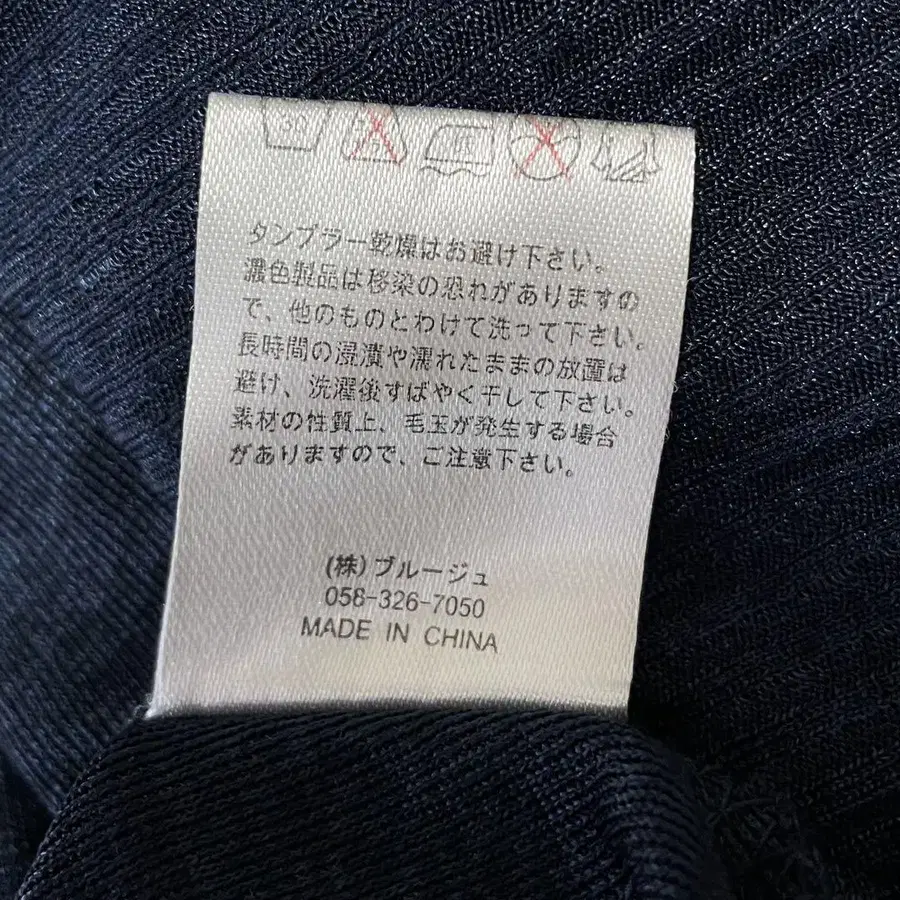 30
タンブラー乾燥はお避け下さい。
濃色製品は移染の恐れがありますの
で、他のものとわけて洗って下さい。
長時間の浸漬や濡れたままの放置は
避け、洗濯後すばやく干して下さい。
素材の性質上、毛玉が発生する場合
がありますので、ご注意下さい。
(株)ブルージュ
058-326-7050
MADE IN CHINA